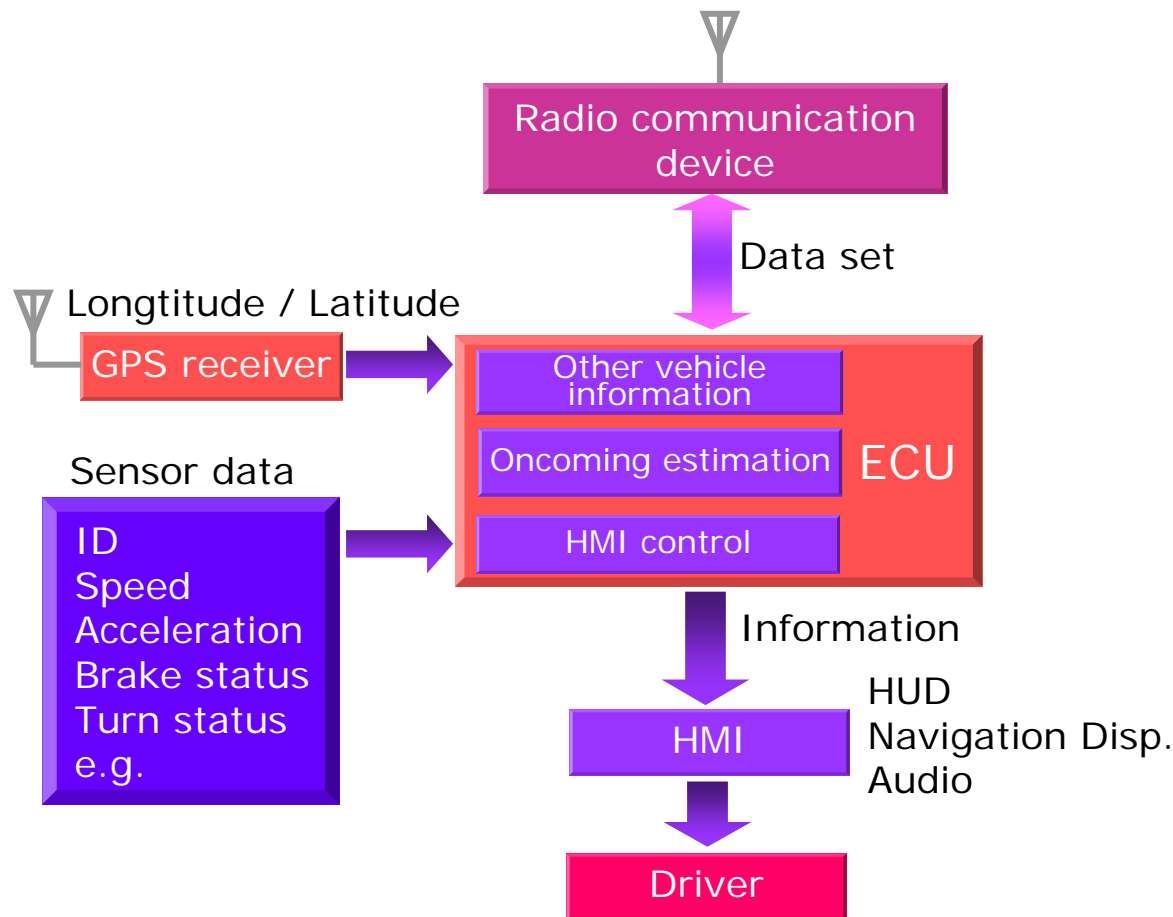 Radio communication
device
Data set
Longtitude / Latitude
GPS receiver
Other vehicle
information
Oncoming estimation
HMI control
ECU
Sensor data
ID
Speed
Acceleration
Brake status
Turn status
e.g.
Information
HMI
HUD
Navigation Disp.
Audio
Driver